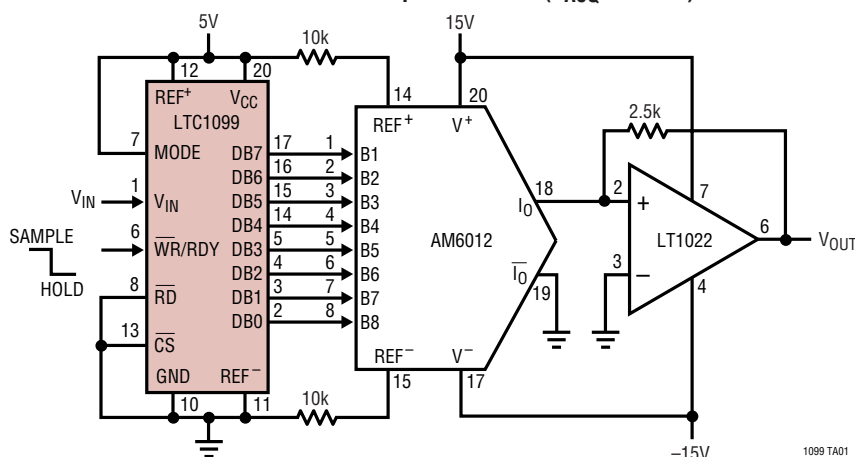 5V
10k
15V
12
20
14
20
2.5k
REF+
VCC
REF+
V+
LTC1099
7
MODE
DB7
17
1
B1
DB6
16
2
B2
VIN
1
VIN
DB5
15
3
B3
18
IO
2
+
7
DB4
14
4
B4
SAMPLE
6
WR/RDY
DB3
5
5
B5
AM6012
LT1022
6
VOUT
HOLD
DB2
4
6
B6
IO
3
−
4
8
RD
DB1
3
7
B7
19
DB0
2
8
B8
13
CS
GND
REF−
REF−
V−
10
11
10k
15
17
−15V
1099 TA01